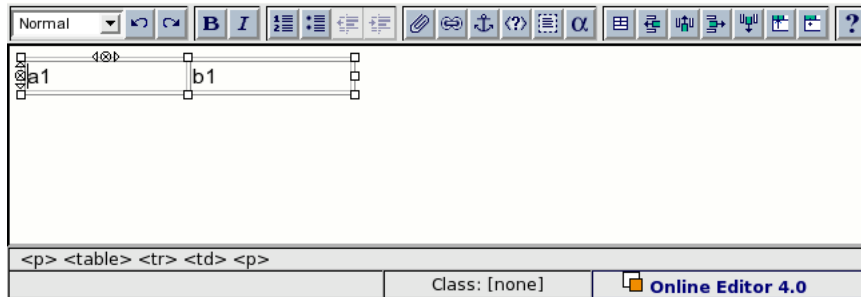 Normal B I <?> α ?
a1 b1
<p> <table> <tr> <td> <p>
Class: [none] Online Editor 4.0